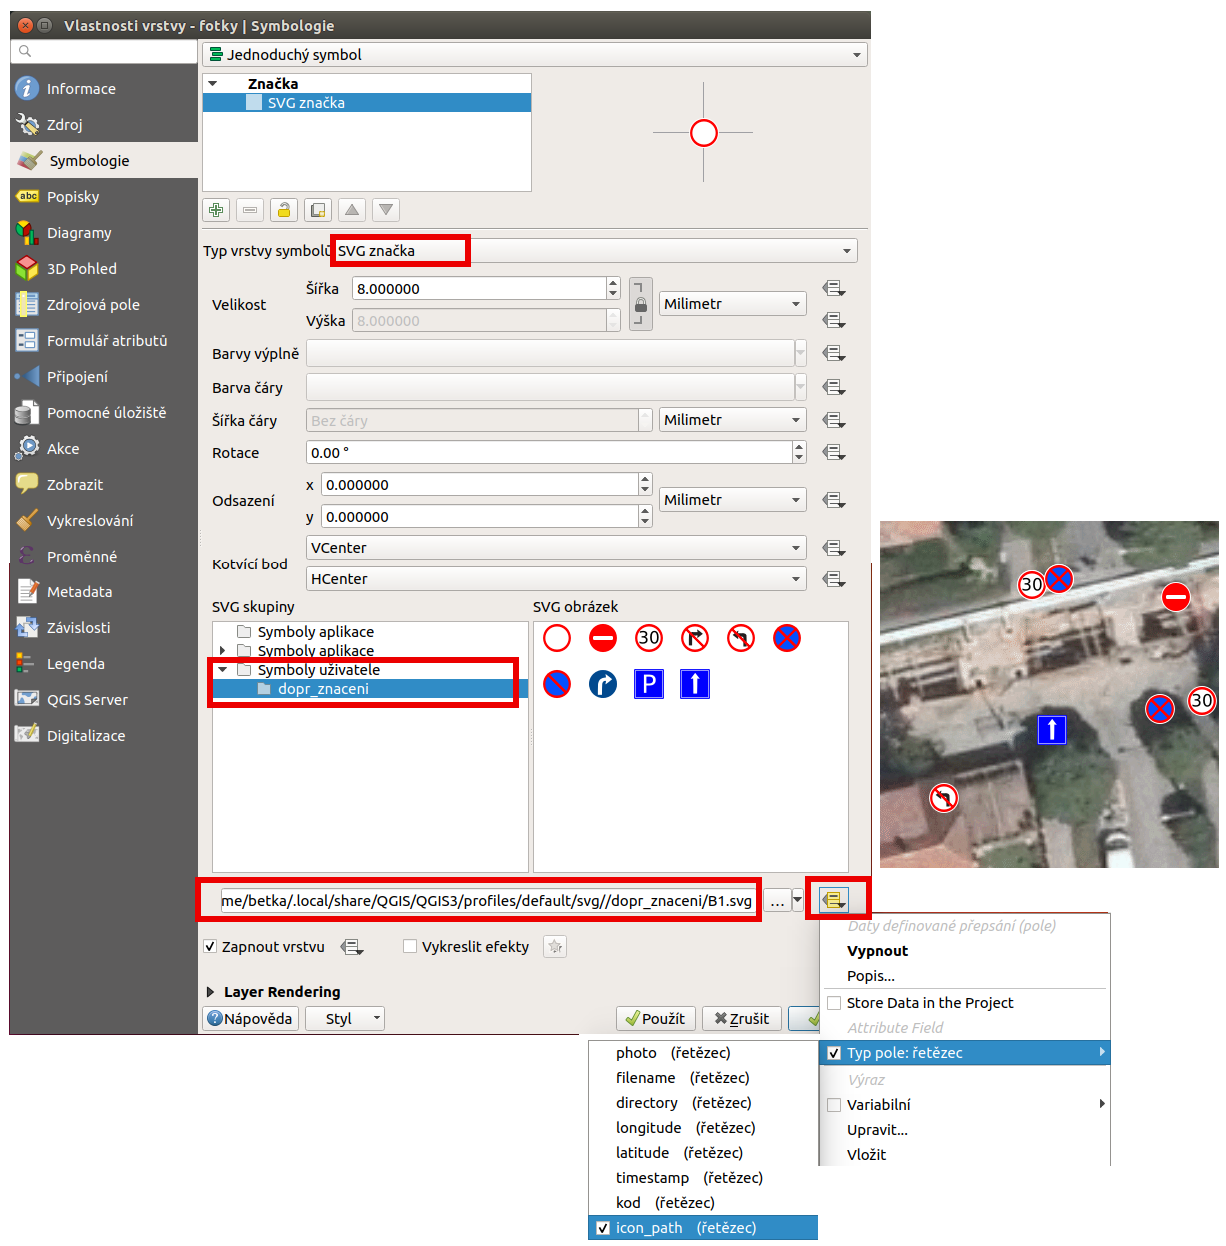 Vlastnosti vrstvy - fotky | Symbologie
Jednoduchý symbol
Informace
Zdroj
Symbologie
Popisky
Diagramy
3D Pohled
Zdrojová pole
Formulář atributů
Připojení
Pomocné úložiště
Akce
Zobrazit
Vykreslování
Proměnné
Metadata
Závislosti
Legenda
QGIS Server
Digitalizace
abc
Značka
SVG značka
Typ vrstvy symbolů SVG značka
Velikost
Šířka 8.000000
Výška 8.000000
Milimetr
Barvy výplně
Barva čáry
Šířka čáry Bez čáry Milimetr
Rotace 0.00 °
Odsazení
x 0.000000
y 0.000000
Milimetr
Kotvící bod
VCenter
HCenter
SVG skupiny
Symboly aplikace
Symboly aplikace
Symboly uživatele
dopr_znaceni
SVG obrázek
30
P
me/betka/.local/share/QGIS/QGIS3/profiles/default/svg//dopr_znaceni/B1.svg
...
Zapnout vrstvu
Vykreslit efekty
Layer Rendering
Nápověda
Styl
Použít
Zrušit
30
30
Daty definované přepsání (pole)
Vypnout
Popis...
Store Data in the Project
Attribute Field
Typ pole: řetězec
Výraz
Variabilní
Upravit...
Vložit
photo (řetězec)
filename (řetězec)
directory (řetězec)
longitude (řetězec)
latitude (řetězec)
timestamp (řetězec)
kod (řetězec)
icon_path (řetězec)